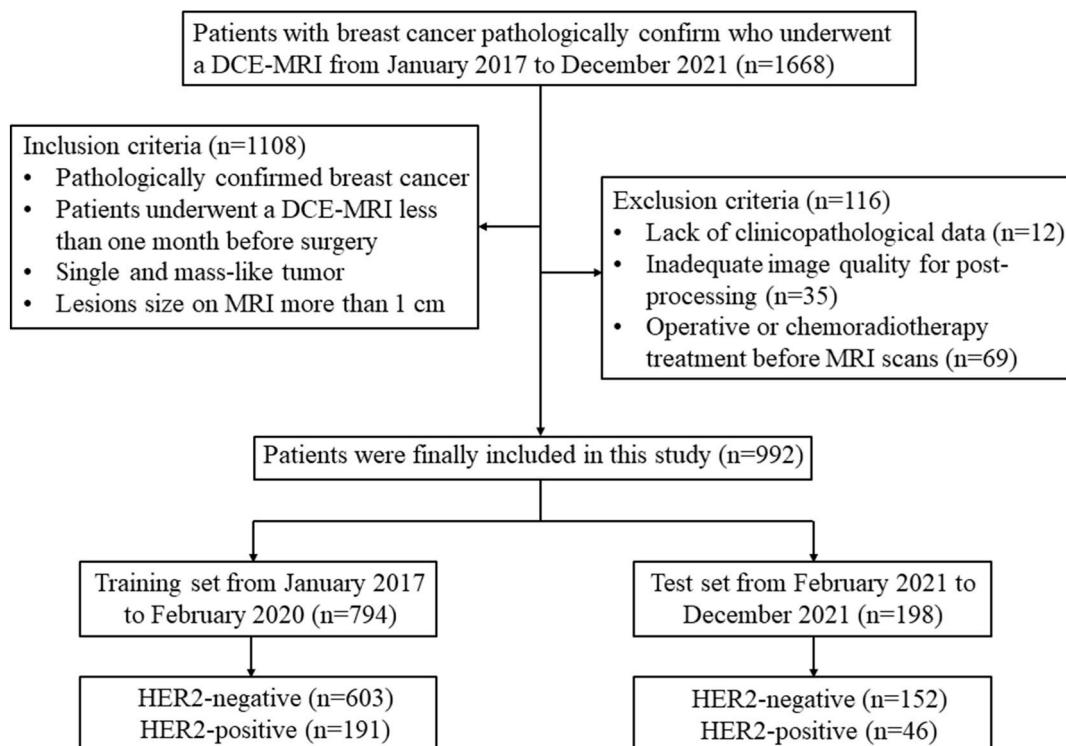 Patients with breast cancer pathologically confirm who underwent
a DCE-MRI from January 2017 to December 2021 (n=1668)
Inclusion criteria (n=1108)
• Pathologically confirmed breast cancer
• Patients underwent a DCE-MRI less
than one month before surgery
• Single and mass-like tumor
• Lesions size on MRI more than 1 cm
Exclusion criteria (n=116)
• Lack of clinicopathological data (n=12)
• Inadequate image quality for post-
processing (n=35)
• Operative or chemoradiotherapy
treatment before MRI scans (n=69)
Patients were finally included in this study (n=992)
Training set from January 2017
to February 2020 (n=794)
Test set from February 2021 to
December 2021 (n=198)
HER2-negative (n=603)
HER2-positive (n=191)
HER2-negative (n=152)
HER2-positive (n=46)